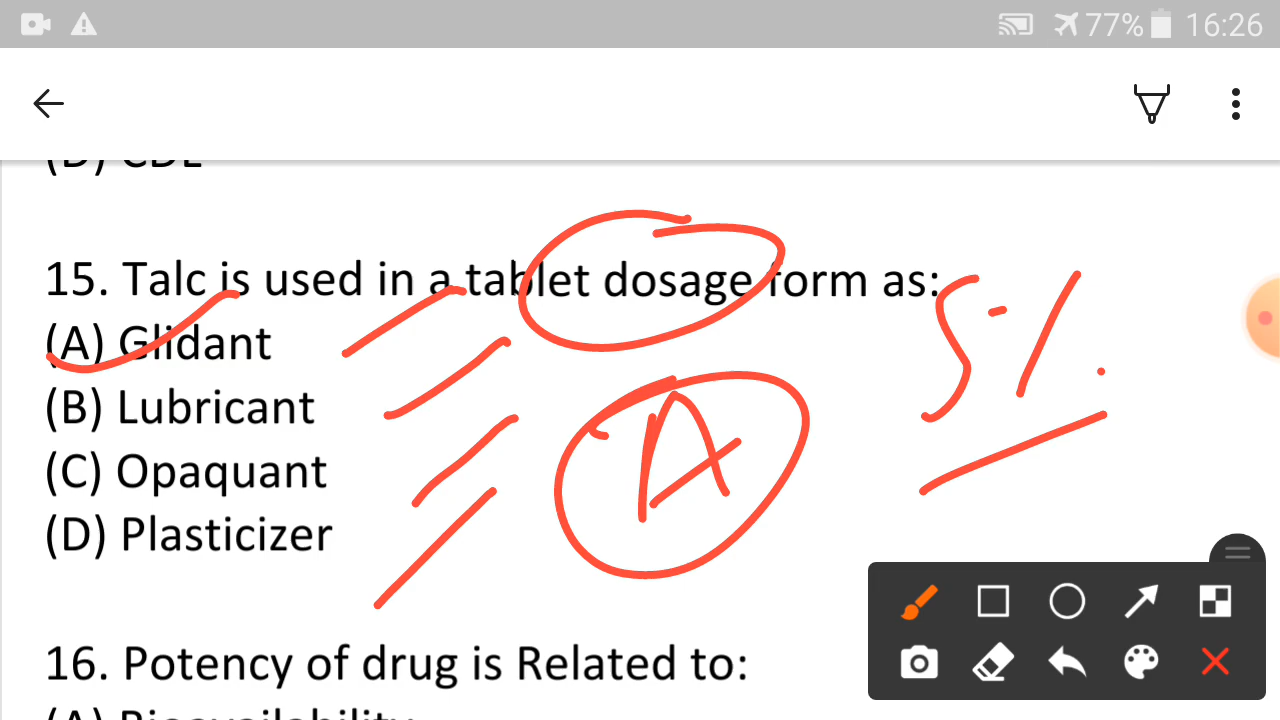 77% 16:26
15. Talc is used in a tablet dosage form as:
(A) Glidant
(B) Lubricant
(C) Opaquant
(D) Plasticizer
A
5%
16. Potency of drug is Related to:
(A) Bioavailability